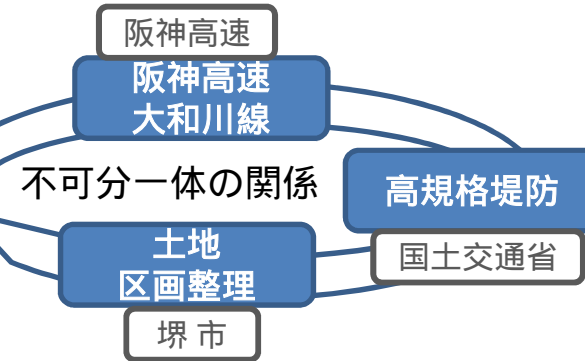 阪神高速
阪神高速
大和川線
不可分一体の関係
高規格堤防
国土交通省
土地
区画整理
堺 市